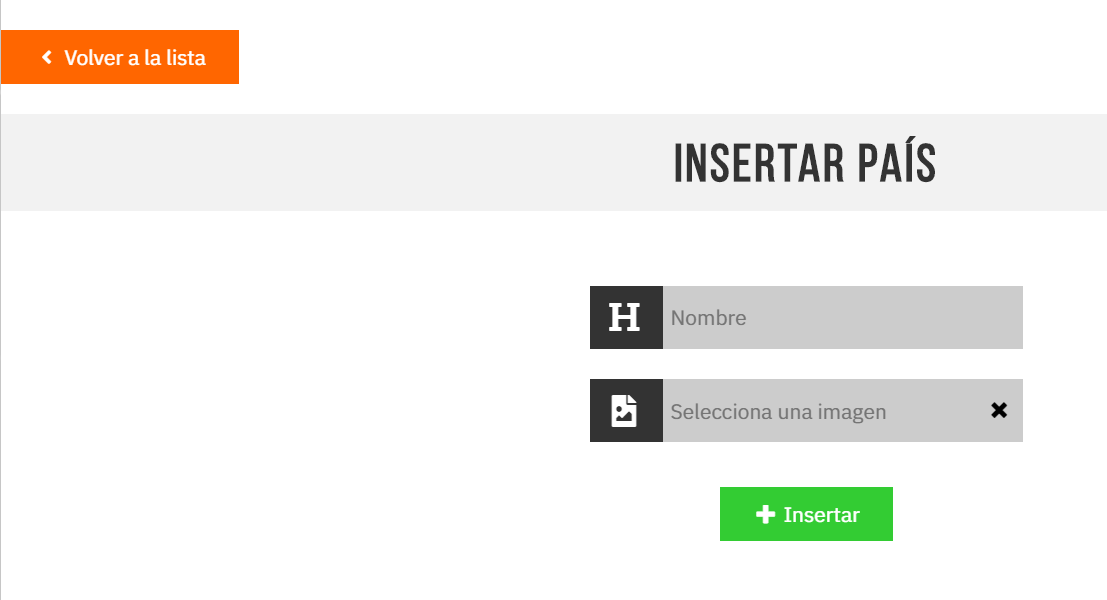 Volver a la lista
INSERTAR PAÍS
Nombre
Selecciona una imagen
Insertar